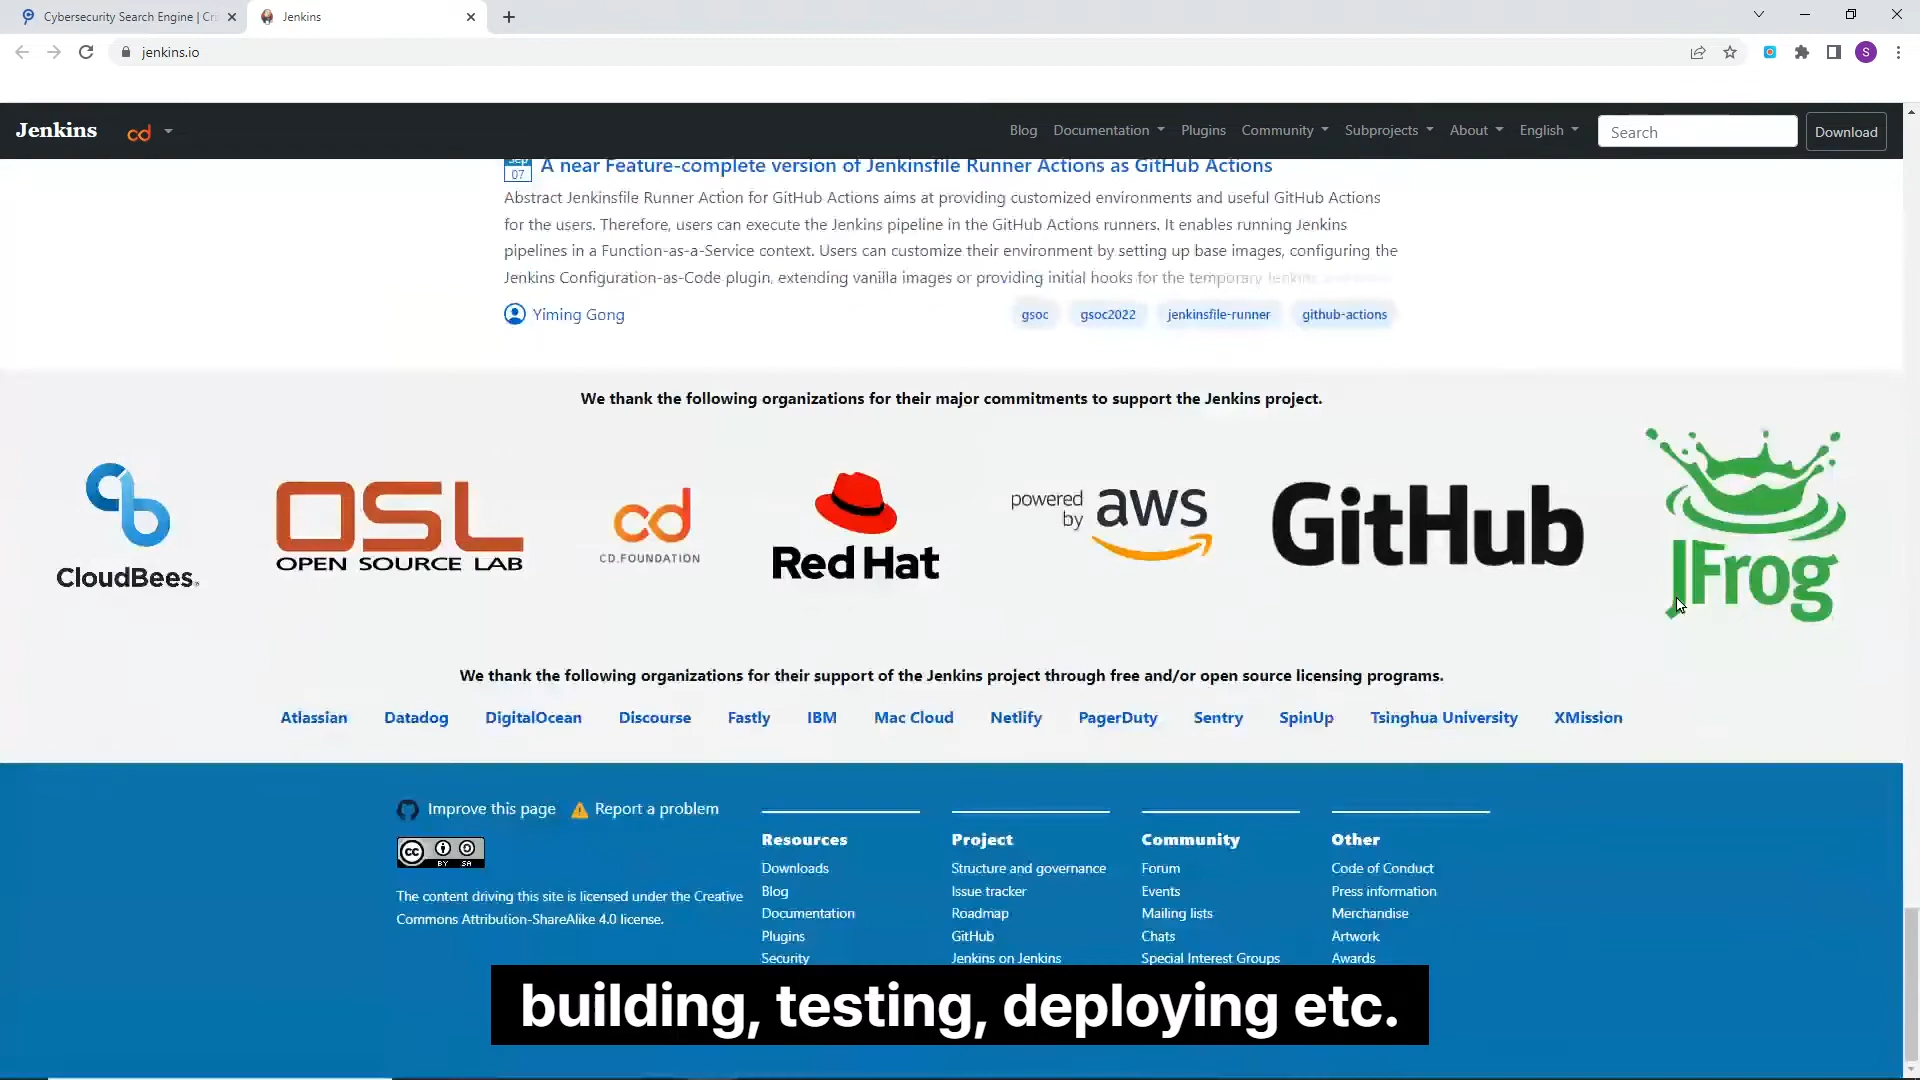 Cybersecurity Search Engine | Cri
Jenkins
jenkins.io
S
Jenkins
cd
Blog
Documentation
Plugins
Community
Subprojects
About
English
Search
Download
Sep
07
A near Feature-complete version of Jenkinsfile Runner Actions as GitHub Actions
Abstract Jenkinsfile Runner Action for GitHub Actions aims at providing customized environments and useful GitHub Actions
for the users. Therefore, users can execute the Jenkins pipeline in the GitHub Actions runners. It enables running Jenkins
pipelines in a Function-as-a-Service context. Users can customize their environment by setting up base images, configuring the
Jenkins Configuration-as-Code plugin, extending vanilla images or providing initial hooks for the temporary Jenkins
Yiming Gong
gsoc
gsoc2022
jenkinsfile-runner
github-actions
We thank the following organizations for their major commitments to support the Jenkins project.
CloudBees
OSL
OPEN SOURCE LAB
cd
CD.FOUNDATION
Red Hat
powered
by
aws
GitHub
JFrog
We thank the following organizations for their support of the Jenkins project through free and/or open source licensing programs.
Atlassian
Datadog
DigitalOcean
Discourse
Fastly
IBM
Mac Cloud
Netlify
PagerDuty
Sentry
SpinUp
Tsinghua University
XMission
Improve this page
Report a problem
cc
BY SA
The content driving this site is licensed under the Creative
Commons Attribution-ShareAlike 4.0 license.
Resources
Downloads
Blog
Documentation
Plugins
Security
Project
Structure and governance
Issue tracker
Roadmap
GitHub
Jenkins on Jenkins
Community
Forum
Events
Mailing lists
Chats
Special Interest Groups
Other
Code of Conduct
Press information
Merchandise
Artwork
Awards
building, testing, deploying etc.